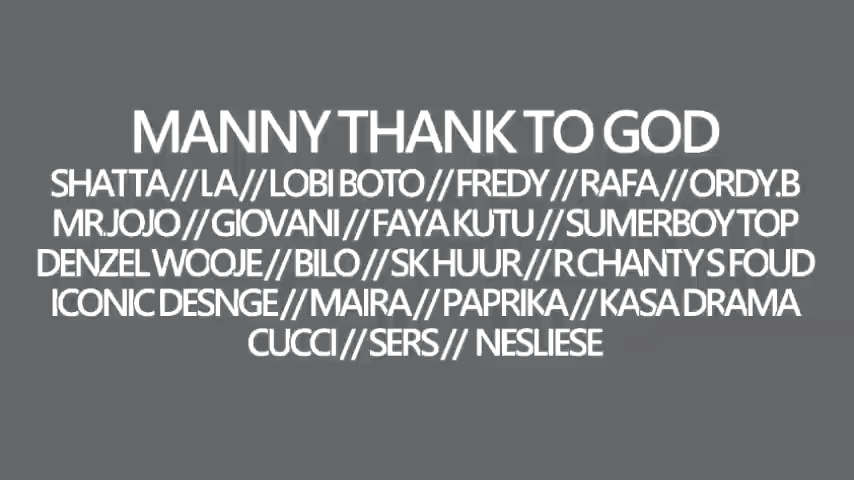 MANNY THANK TO GOD
SHATTA // LA // LOBI BOTO // FREDY // RAFA // ORDY.B
MR.JOJO // GIOVANI // FAYA KUTU // SUMERBOY TOP
DENZEL WOOJE // BILO // SK HUUR // R CHANTY S FOUD
ICONIC DESNGE // MAIRA // PAPRIKA // KASA DRAMA
CUCCI // SERS // NESLIESE